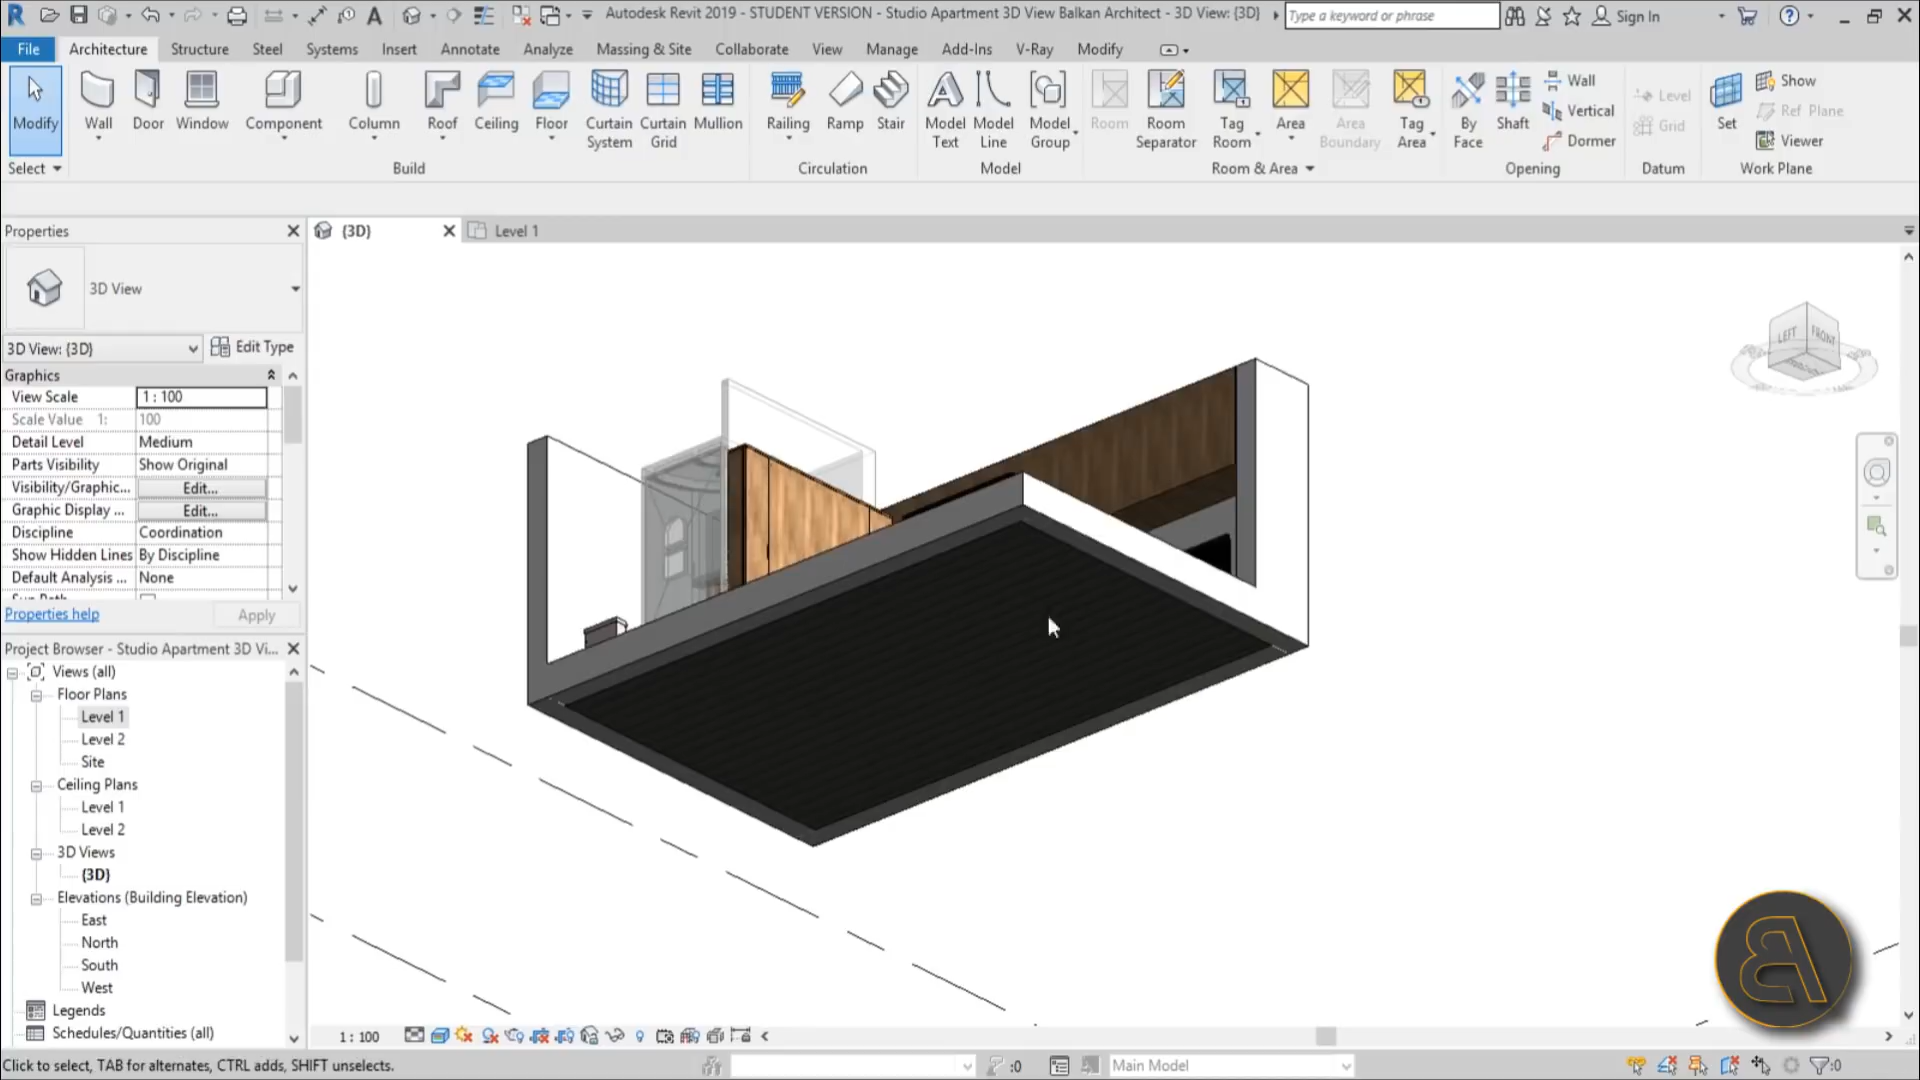 Autodesk Revit 2019 - STUDENT VERSION - Studio Apartment 3D View Balkan Architect - 3D View: {3D}
Type a keyword or phrase
Sign In
File Architecture Structure Steel Systems Insert Annotate Analyze Massing & Site Collaborate View Manage Add-Ins V-Ray Modify
Modify Wall Door Window Component Column Roof Ceiling Floor Curtain System Curtain Grid Mullion Railing Ramp Stair Model Text Model Line Model Group Room Room Separator Tag Room Area Area Boundary Tag Area By Face Shaft
Wall
Vertical
Dormer
Level
Grid
Set
Show
Ref Plane
Viewer
Select Build Circulation Model Room & Area Opening Datum Work Plane
Properties
{3D}
Level 1
3D View
3D View: {3D}
Edit Type
Graphics
View Scale 1 : 100
Scale Value 1: 100
Detail Level Medium
Parts Visibility Show Original
Visibility/Graphic... Edit...
Graphic Display ... Edit...
Discipline Coordination
Show Hidden Lines By Discipline
Default Analysis ... None
Properties help
Apply
Project Browser - Studio Apartment 3D Vi...
Views (all)
Floor Plans
Level 1
Level 2
Site
Ceiling Plans
Level 1
Level 2
3D Views
{3D}
Elevations (Building Elevation)
East
North
South
West
Legends
Schedules/Quantities (all)
LEFT
FRONT
1 : 100
Click to select, TAB for alternates, CTRL adds, SHIFT unselects.
:0
Main Model
:0